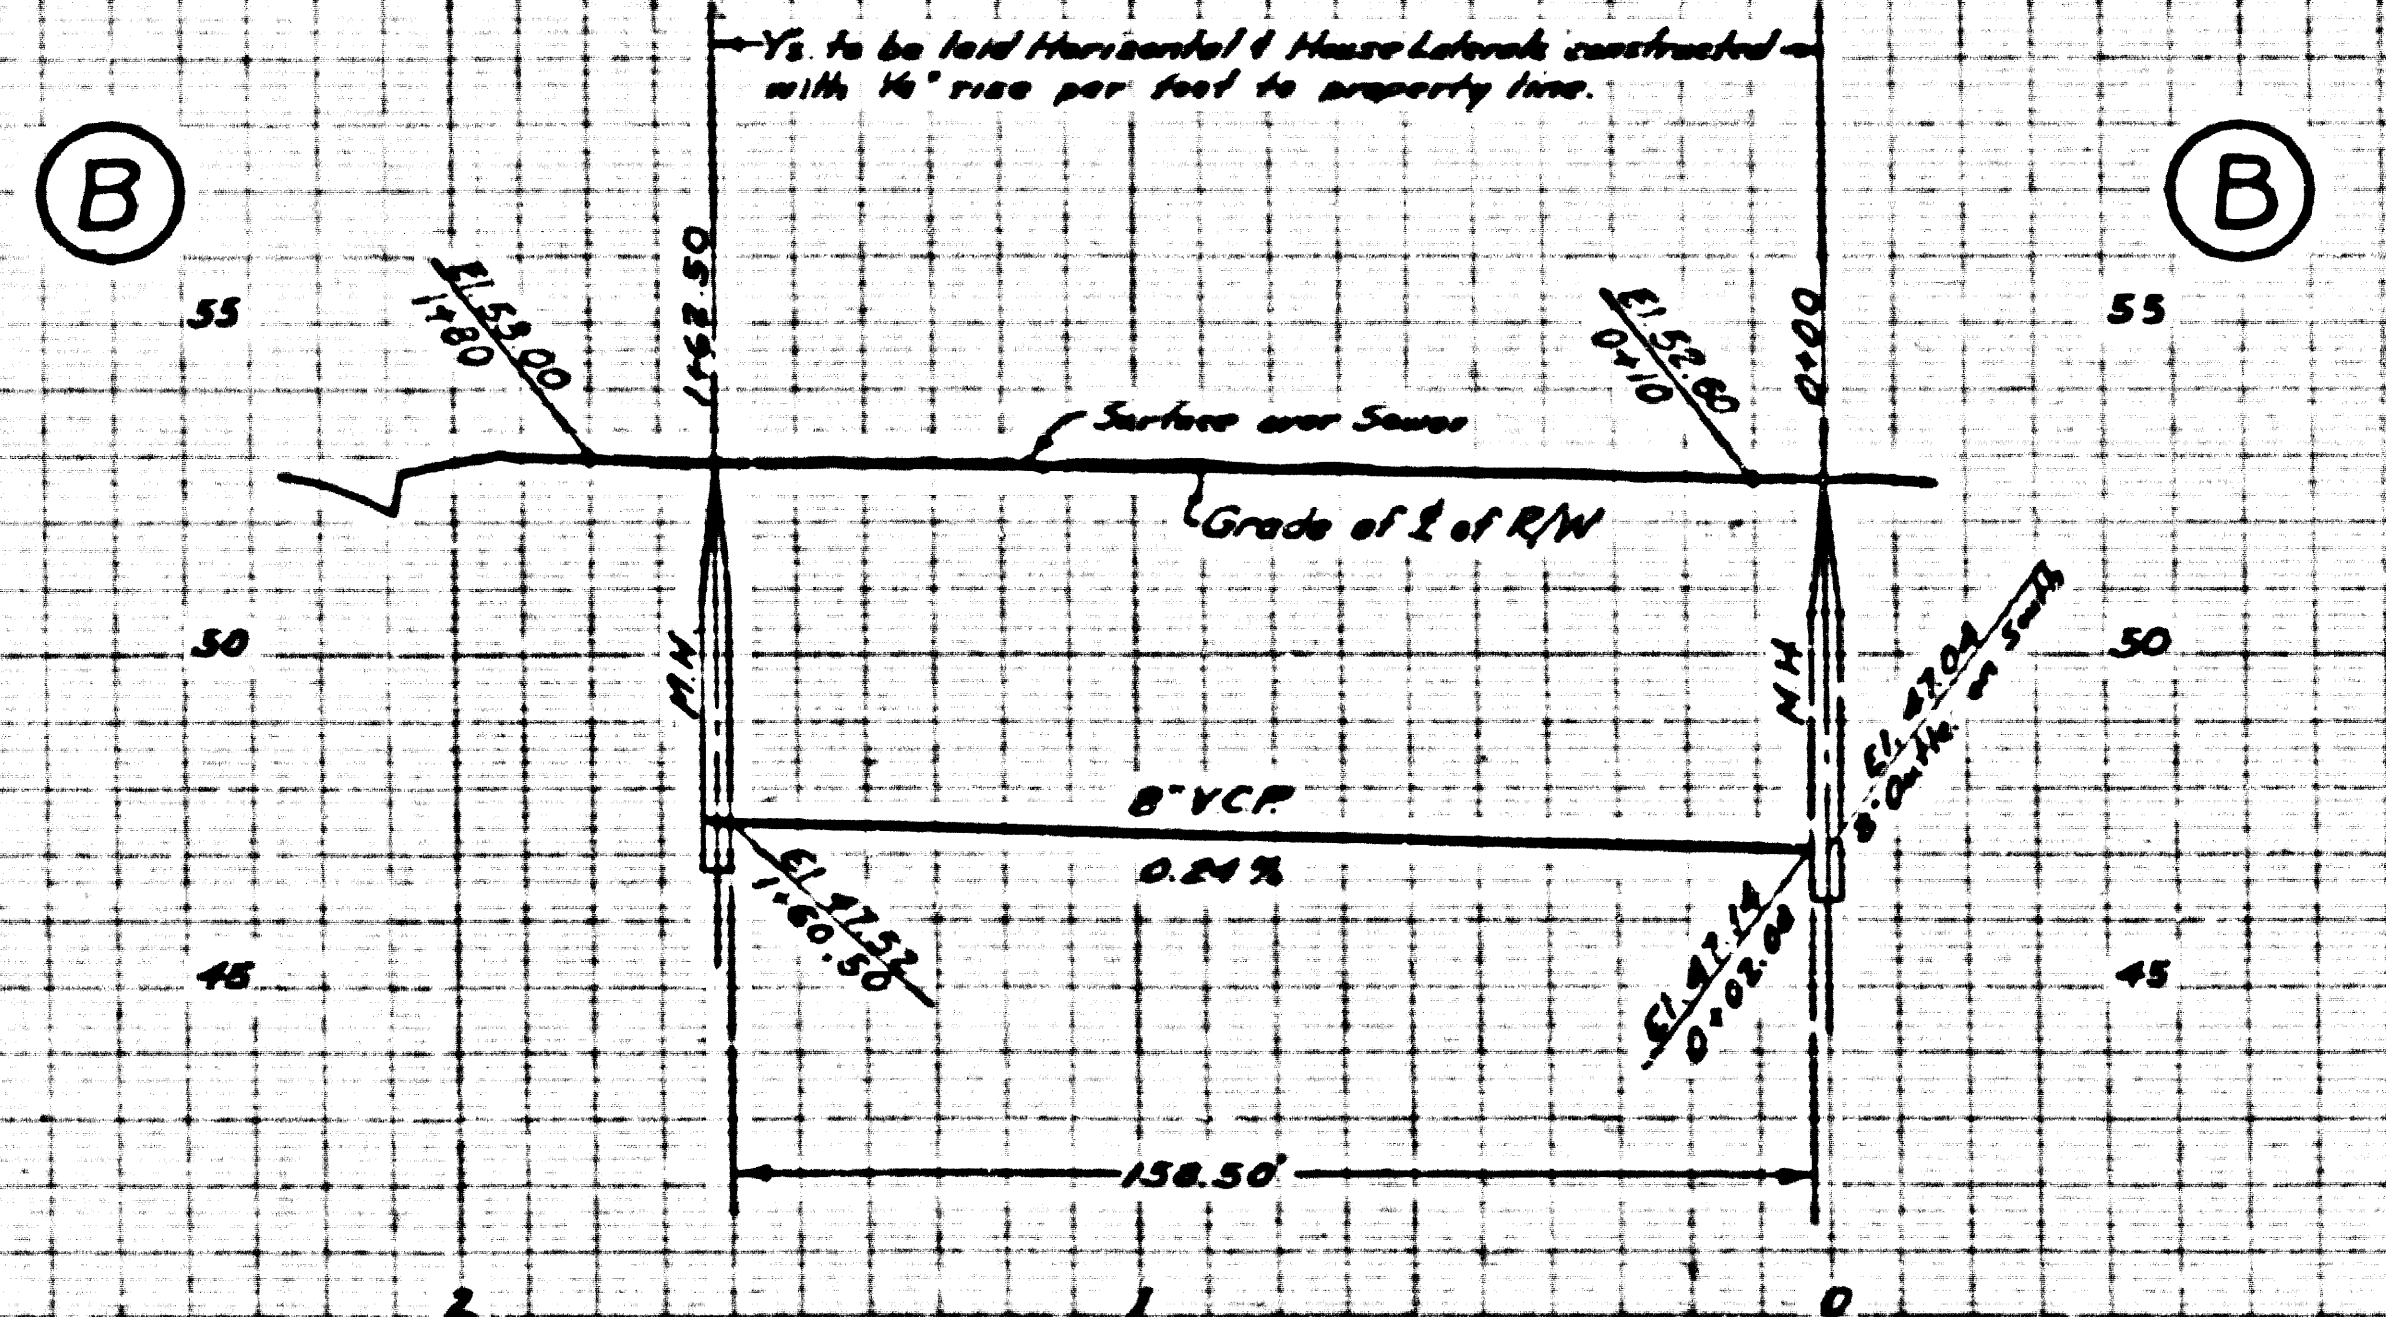 Y's. to be laid Horizontal & House Laterals constructed
with 1/8" rise per foot to property line.
B
B
55
El. 53.00
1+80
1+62.50
El. 52.80
0+10
0+00
55
Surface over Sewer
Grade of ℄ of R/W
50
M.H.
M H
El. 47.04
8" Outlet on South
50
8" V.C.P.
0.24 %
El. 47.52
1+60.50
El. 47.14
0+02.00
45
45
158.50'
2
1
0